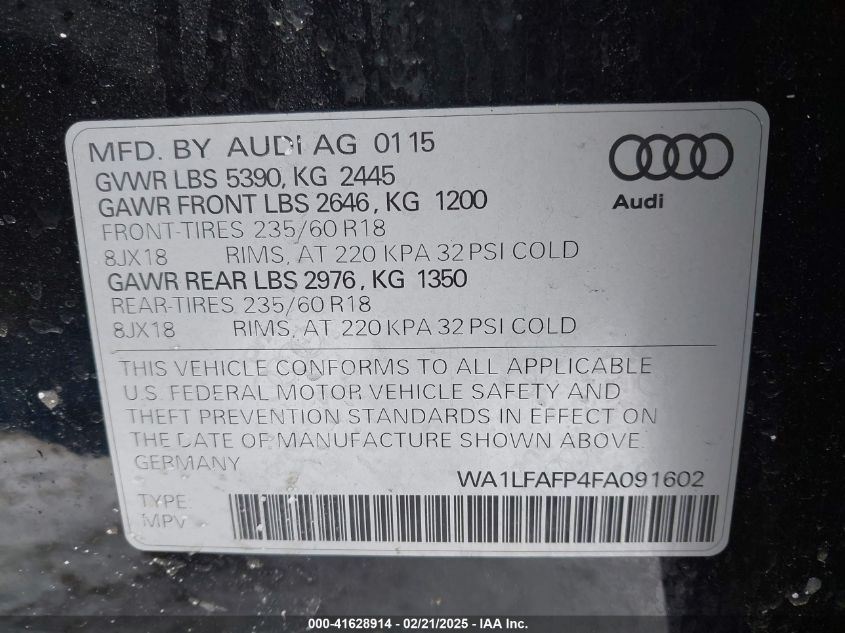 MFD. BY AUDI AG 01 15
GVWR LBS 5390, KG 2445
GAWR FRONT LBS 2646, KG 1200
FRONT-TIRES 235/60 R18
8JX18 RIMS, AT 220 KPA 32 PSI COLD
GAWR REAR LBS 2976, KG 1350
REAR-TIRES 235/60 R18
8JX18 RIMS, AT 220 KPA 32 PSI COLD
Audi
THIS VEHICLE CONFORMS TO ALL APPLICABLE
U.S. FEDERAL MOTOR VEHICLE SAFETY AND
THEFT PREVENTION STANDARDS IN EFFECT ON
THE DATE OF MANUFACTURE SHOWN ABOVE.
GERMANY
WA1LFAFP4FA091602
TYPE
MPV
000-41628914 - 02/21/2025 - IAA Inc.